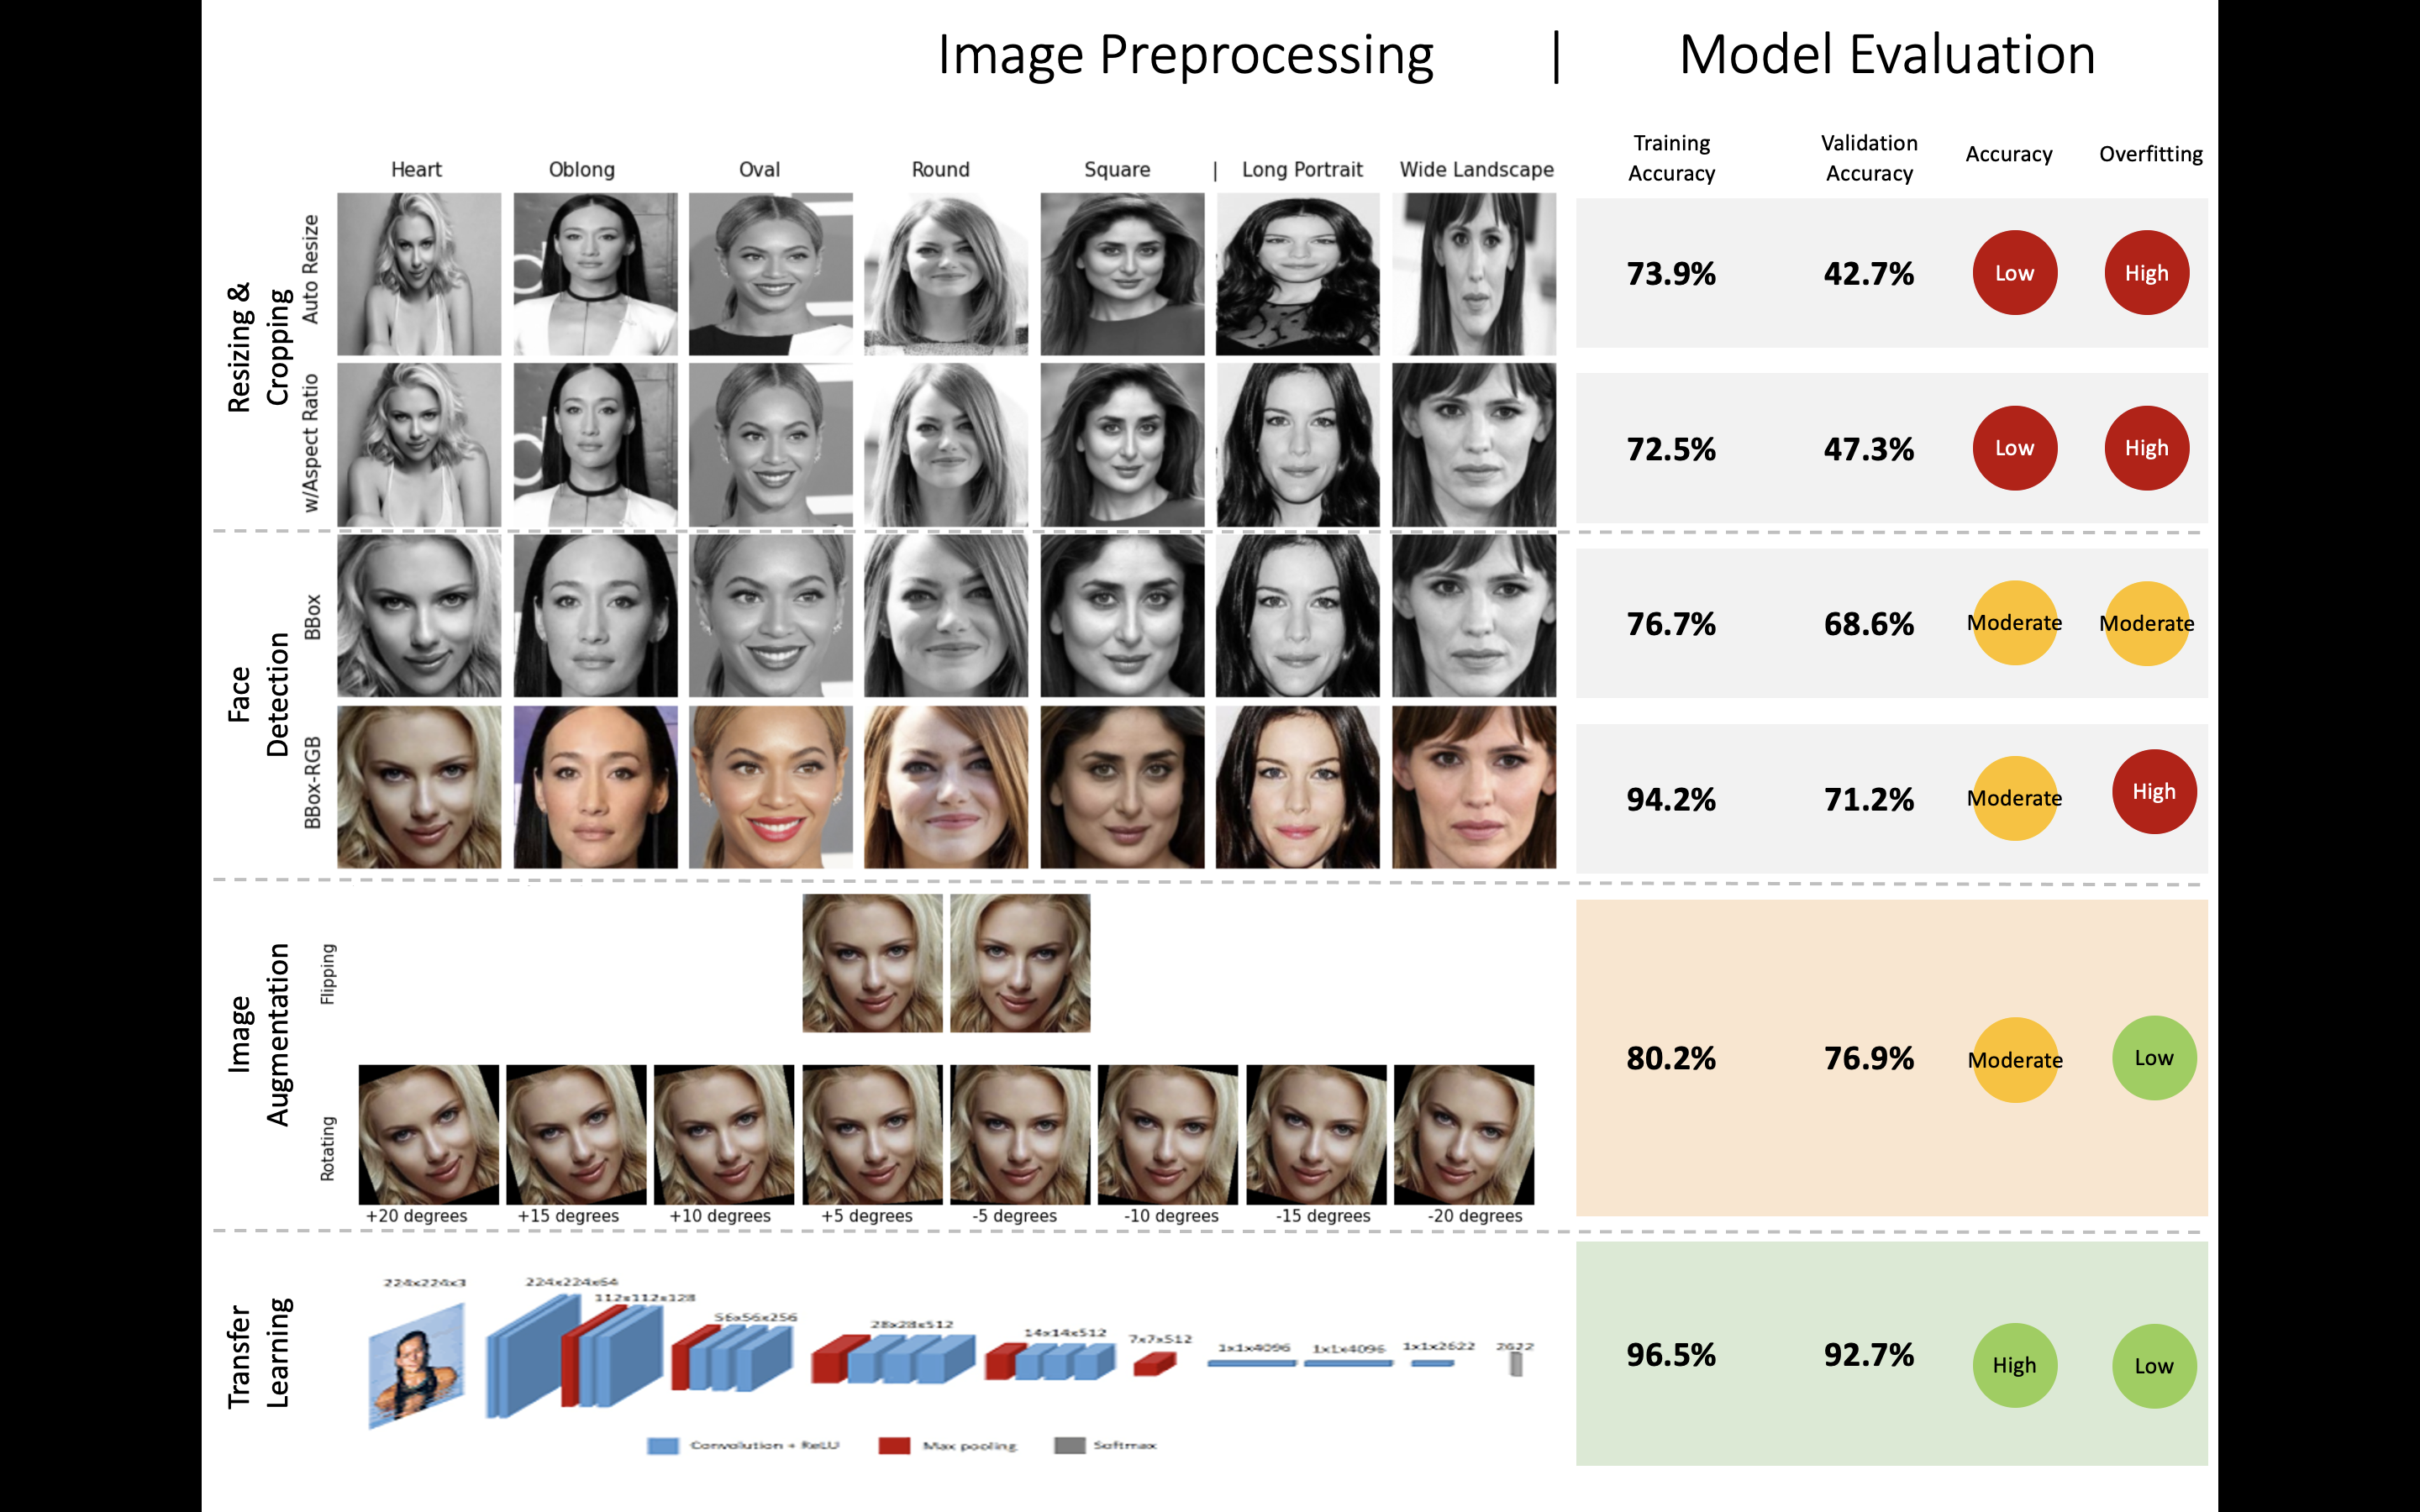 Image Preprocessing | Model Evaluation
Training Accuracy
Validation Accuracy
Accuracy
Overfitting
Heart Oblong Oval Round Square | Long Portrait Wide Landscape
Resizing &
Cropping
Auto Resize
73.9% 42.7% Low High
w/Aspect Ratio
72.5% 47.3% Low High
Face
Detection
BBox
76.7% 68.6% Moderate Moderate
BBox-RGB
94.2% 71.2% Moderate High
Image
Augmentation
Flipping
80.2% 76.9% Moderate Low
Rotating
+20 degrees +15 degrees +10 degrees +5 degrees -5 degrees -10 degrees -15 degrees -20 degrees
Transfer
Learning
224x224x3 224x224x64
112x112x128
56x56x256
28x28x512
14x14x512
7x7x512
1x1x4096 1x1x4096 1x1x2622 2622
96.5% 92.7% High Low
Convolution + ReLU Max pooling Softmax